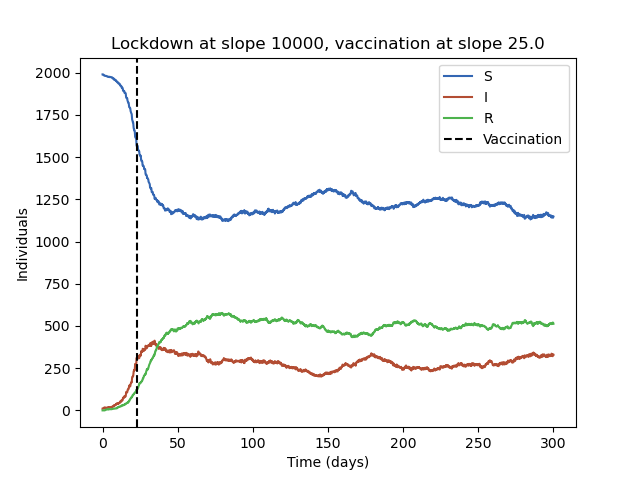 Lockdown at slope 10000, vaccination at slope 25.0
S
I
R
Vaccination
Individuals
2000
1750
1500
1250
1000
750
500
250
0
0 50 100 150 200 250 300
Time (days)